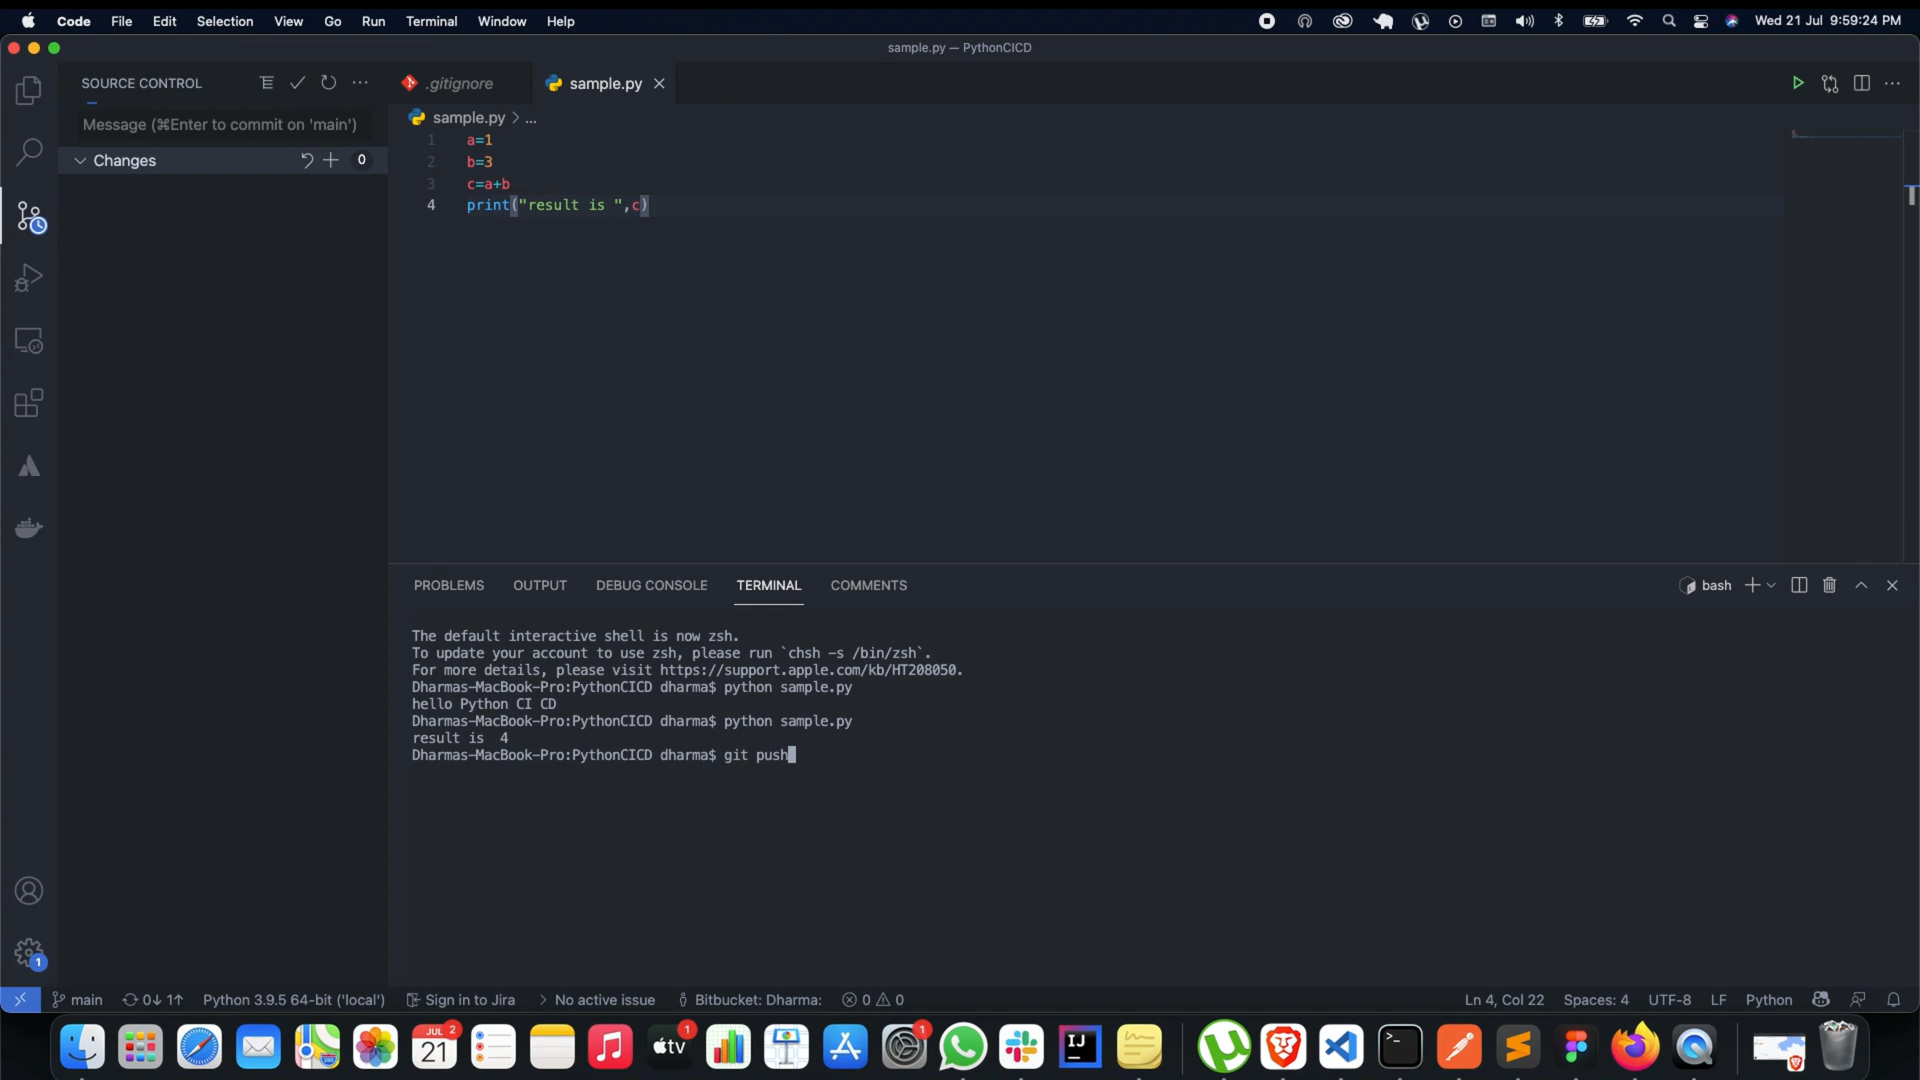 Code File Edit Selection View Go Run Terminal Window Help
Wed 21 Jul 9:59:24 PM
sample.py — PythonCICD
SOURCE CONTROL
.gitignore
sample.py
Message (⌘Enter to commit on 'main')
sample.py > ...
Changes
0
1 a=1
2 b=3
3 c=a+b
4 print("result is ",c)
PROBLEMS OUTPUT DEBUG CONSOLE TERMINAL COMMENTS
bash
The default interactive shell is now zsh.
To update your account to use zsh, please run `chsh -s /bin/zsh`.
For more details, please visit https://support.apple.com/kb/HT208050.
Dharmas-MacBook-Pro:PythonCICD dharma$ python sample.py
hello Python CI CD
Dharmas-MacBook-Pro:PythonCICD dharma$ python sample.py
result is  4
Dharmas-MacBook-Pro:PythonCICD dharma$ git push
1
main 0↓ 1↑ Python 3.9.5 64-bit ('local') Sign in to Jira No active issue Bitbucket: Dharma: 0 0
Ln 4, Col 22 Spaces: 4 UTF-8 LF Python
JUL 2
21
tv 1
1
IJ